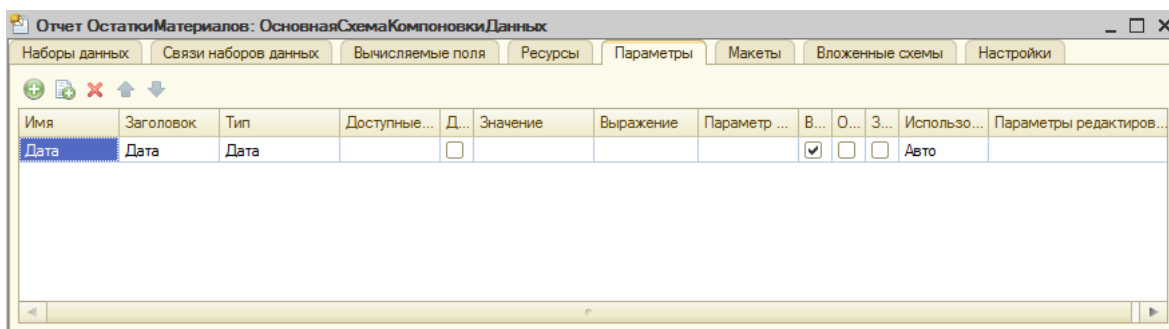 Отчет ОстаткиМатериалов: ОсновнаяСхемаКомпоновкиДанных
Наборы данных Связи наборов данных Вычисляемые поля Ресурсы Параметры Макеты Вложенные схемы Настройки
Имя Заголовок Тип Доступные... Д... Значение Выражение Параметр ... В... О... З... Использо... Параметры редактиров...
Дата Дата Дата Авто